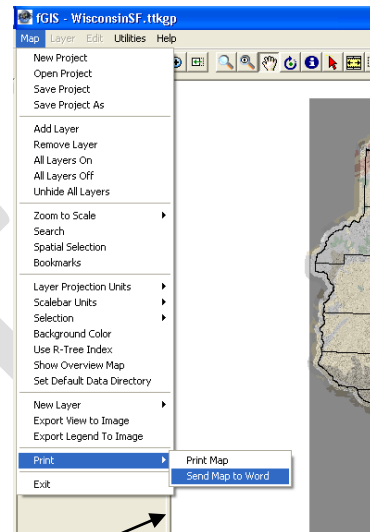 fGIS - WisconsinSF.ttkgp
Map Layer Edit Utilities Help
New Project
Open Project
Save Project
Save Project As
Add Layer
Remove Layer
All Layers On
All Layers Off
Unhide All Layers
Zoom to Scale
Search
Spatial Selection
Bookmarks
Layer Projection Units
Scalebar Units
Selection
Background Color
Use R-Tree Index
Show Overview Map
Set Default Data Directory
New Layer
Export View to Image
Export Legend To Image
Print
Print Map
Send Map to Word
Exit